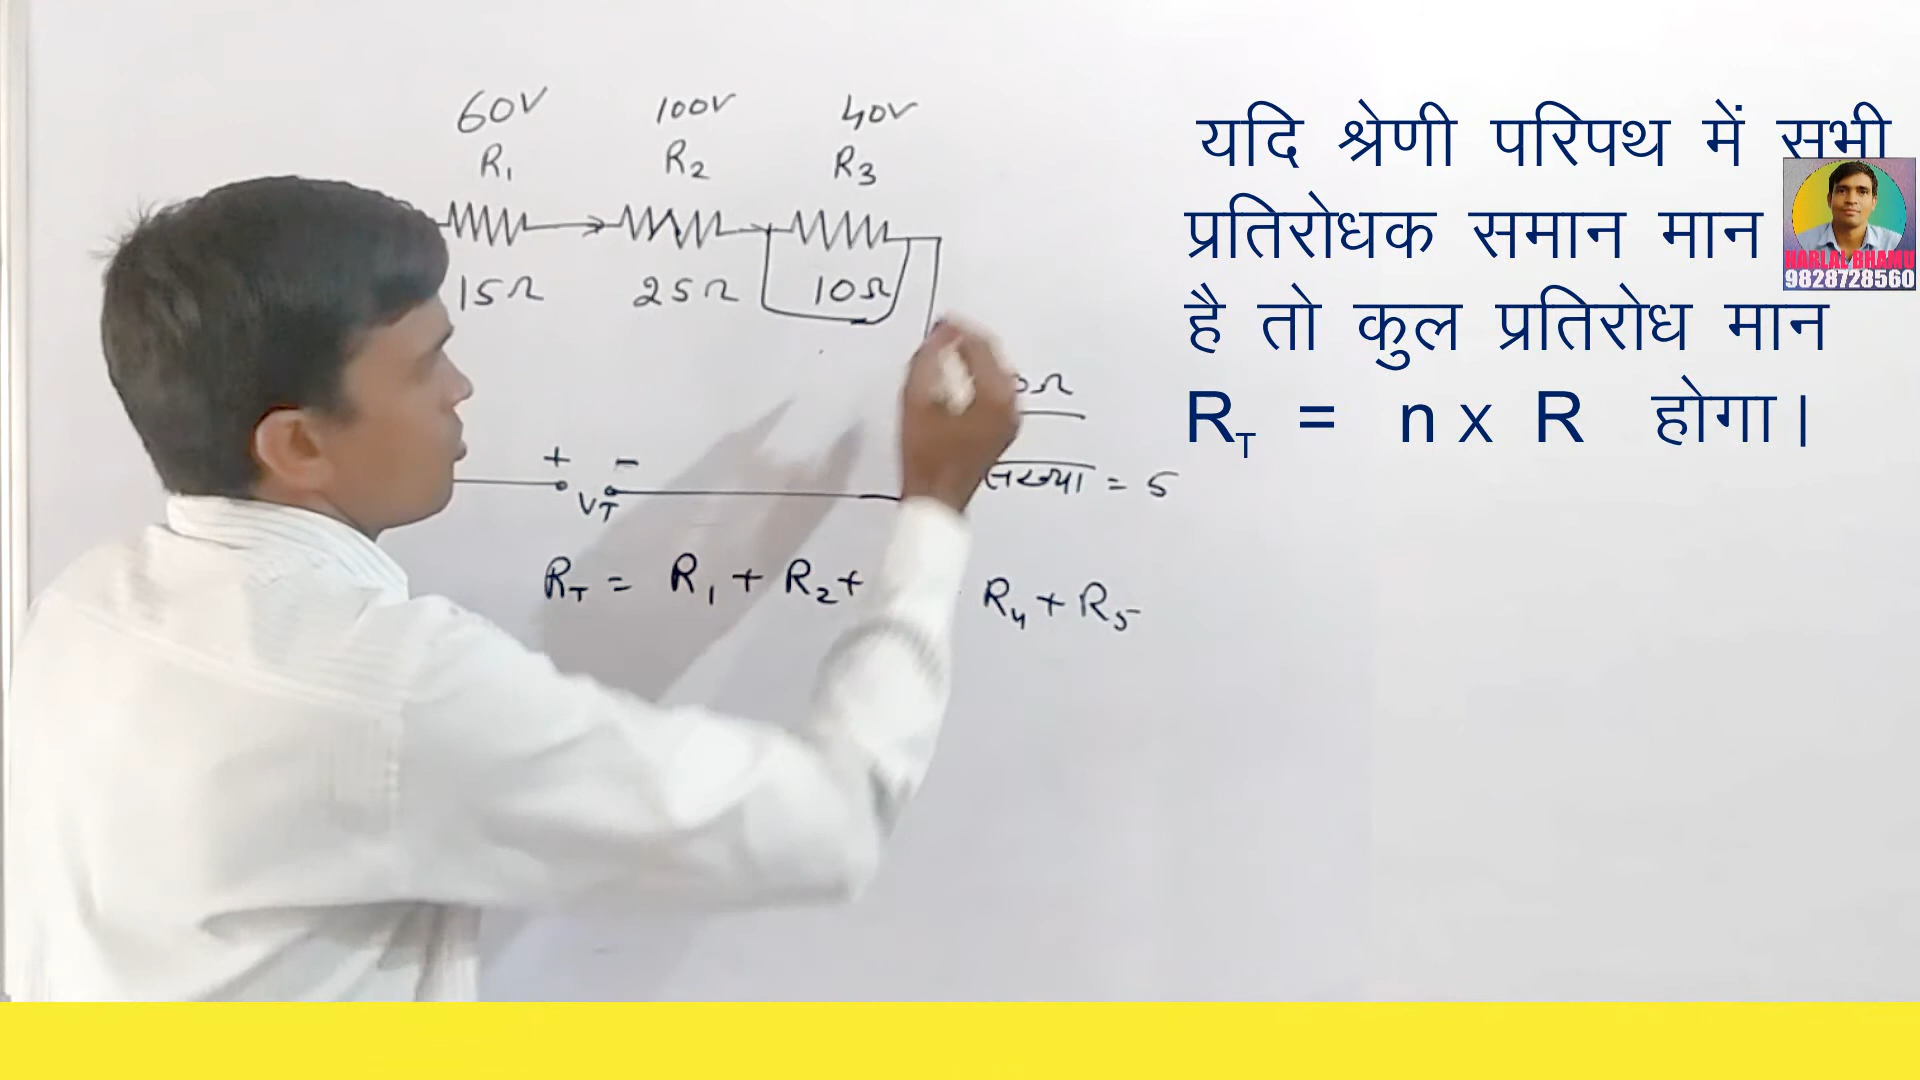 60V 100V 40V
R1 R2 R3
15Ω 25Ω 10Ω
Ω
+ -
VT
= 5
RT = R1 + R2 + R4 + R5
यदि श्रेणी परिपथ में सभी
प्रतिरोधक समान मान
है तो कुल प्रतिरोध मान
RT = n x R होगा।
HARLAL BHAMU
9828728560